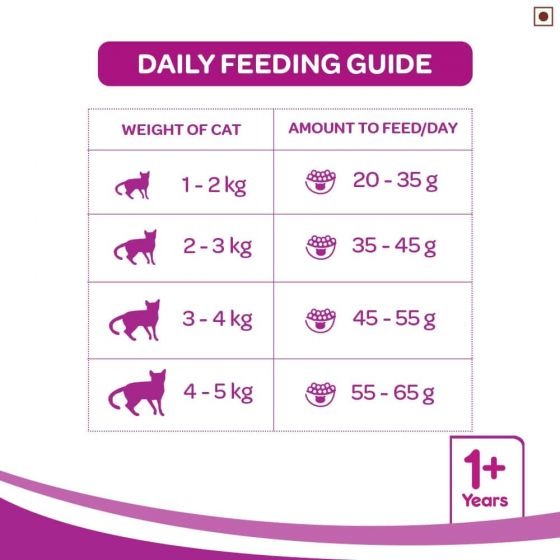 DAILY FEEDING GUIDE
WEIGHT OF CAT AMOUNT TO FEED/DAY
1 - 2 kg 20 - 35 g
2 - 3 kg 35 - 45 g
3 - 4 kg 45 - 55 g
4 - 5 kg 55 - 65 g
1+
Years